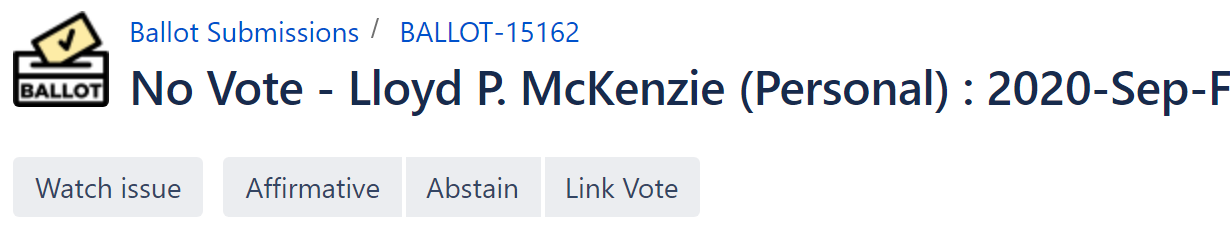 Ballot Submissions / BALLOT-15162
BALLOT
No Vote - Lloyd P. McKenzie (Personal) : 2020-Sep-F
Watch issue Affirmative Abstain Link Vote